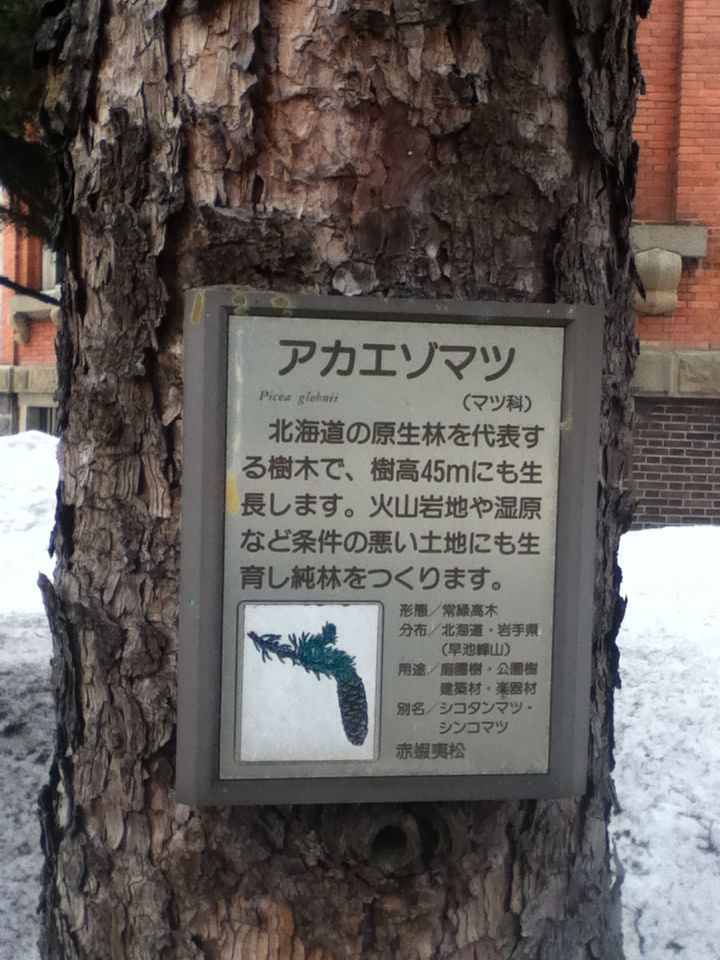 アカエゾマツ
Picea glehnii
(マツ科)
北海道の原生林を代表す
る樹木で、樹高45mにも生
長します。火山岩地や湿原
など条件の悪い土地にも生
育し純林をつくります。
形態／常緑高木
分布／北海道・岩手県
(早池峰山)
用途／庭園樹・公園樹
建築材・楽器材
別名／シコタンマツ・
シンコマツ
赤蝦夷松